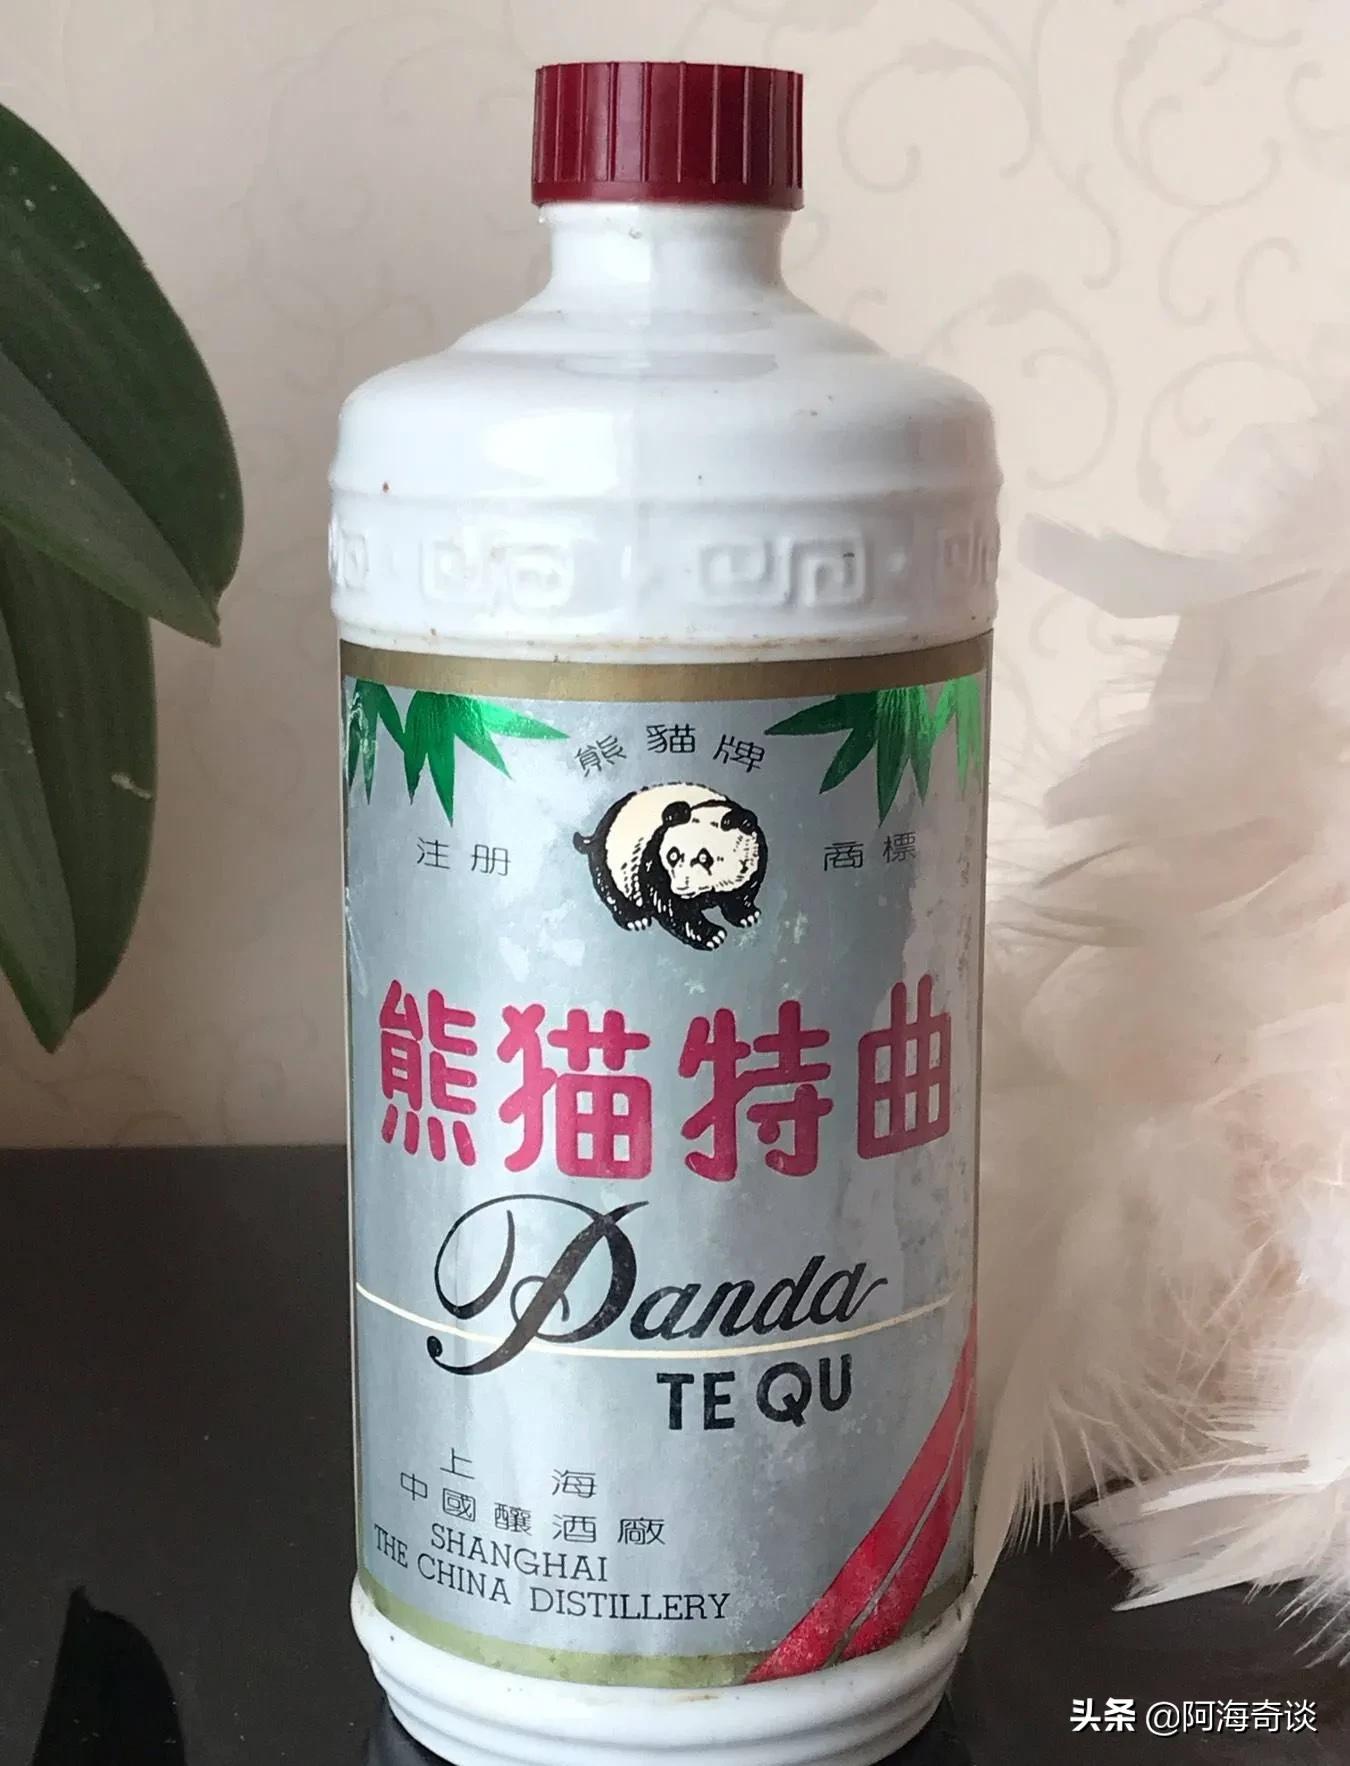 熊貓牌
注册 商標
熊猫特曲
Panda
TE QU
上海
中國釀酒廠
SHANGHAI
THE CHINA DISTILLERY
头条 @阿海奇谈